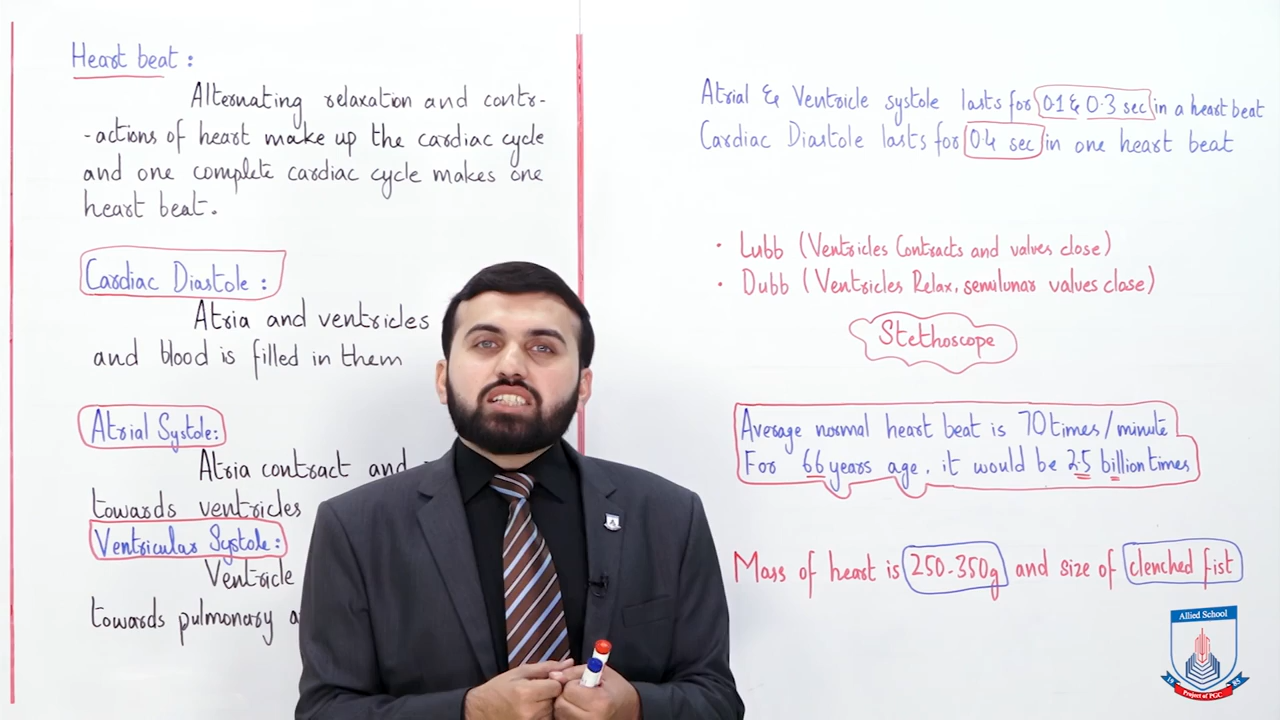 Heart beat :
Alternating relaxation and contr-
-actions of heart make up the cardiac cycle
and one complete cardiac cycle makes one
heart beat.
Cardiac Diastole :
Atria and ventricles
and blood is filled in them
Atrial Systole:
Atria contract and
towards ventricles
Ventricular Systole:
Ventricle
towards pulmonary
Atrial & Ventricle systole lasts for 0.1 & 0.3 sec in a heart beat
Cardiac Diastole lasts for 0.4 sec in one heart beat
• Lubb (Ventricles Contracts and valves close)
• Dubb (Ventricles Relax, semilunar valves close)
Stethoscope
Average normal heart beat is 70 times/minute
For 66 years age, it would be 2.5 billion times
Mass of heart is 250-350g and size of clenched fist
Allied School
19 85
Project of PGC